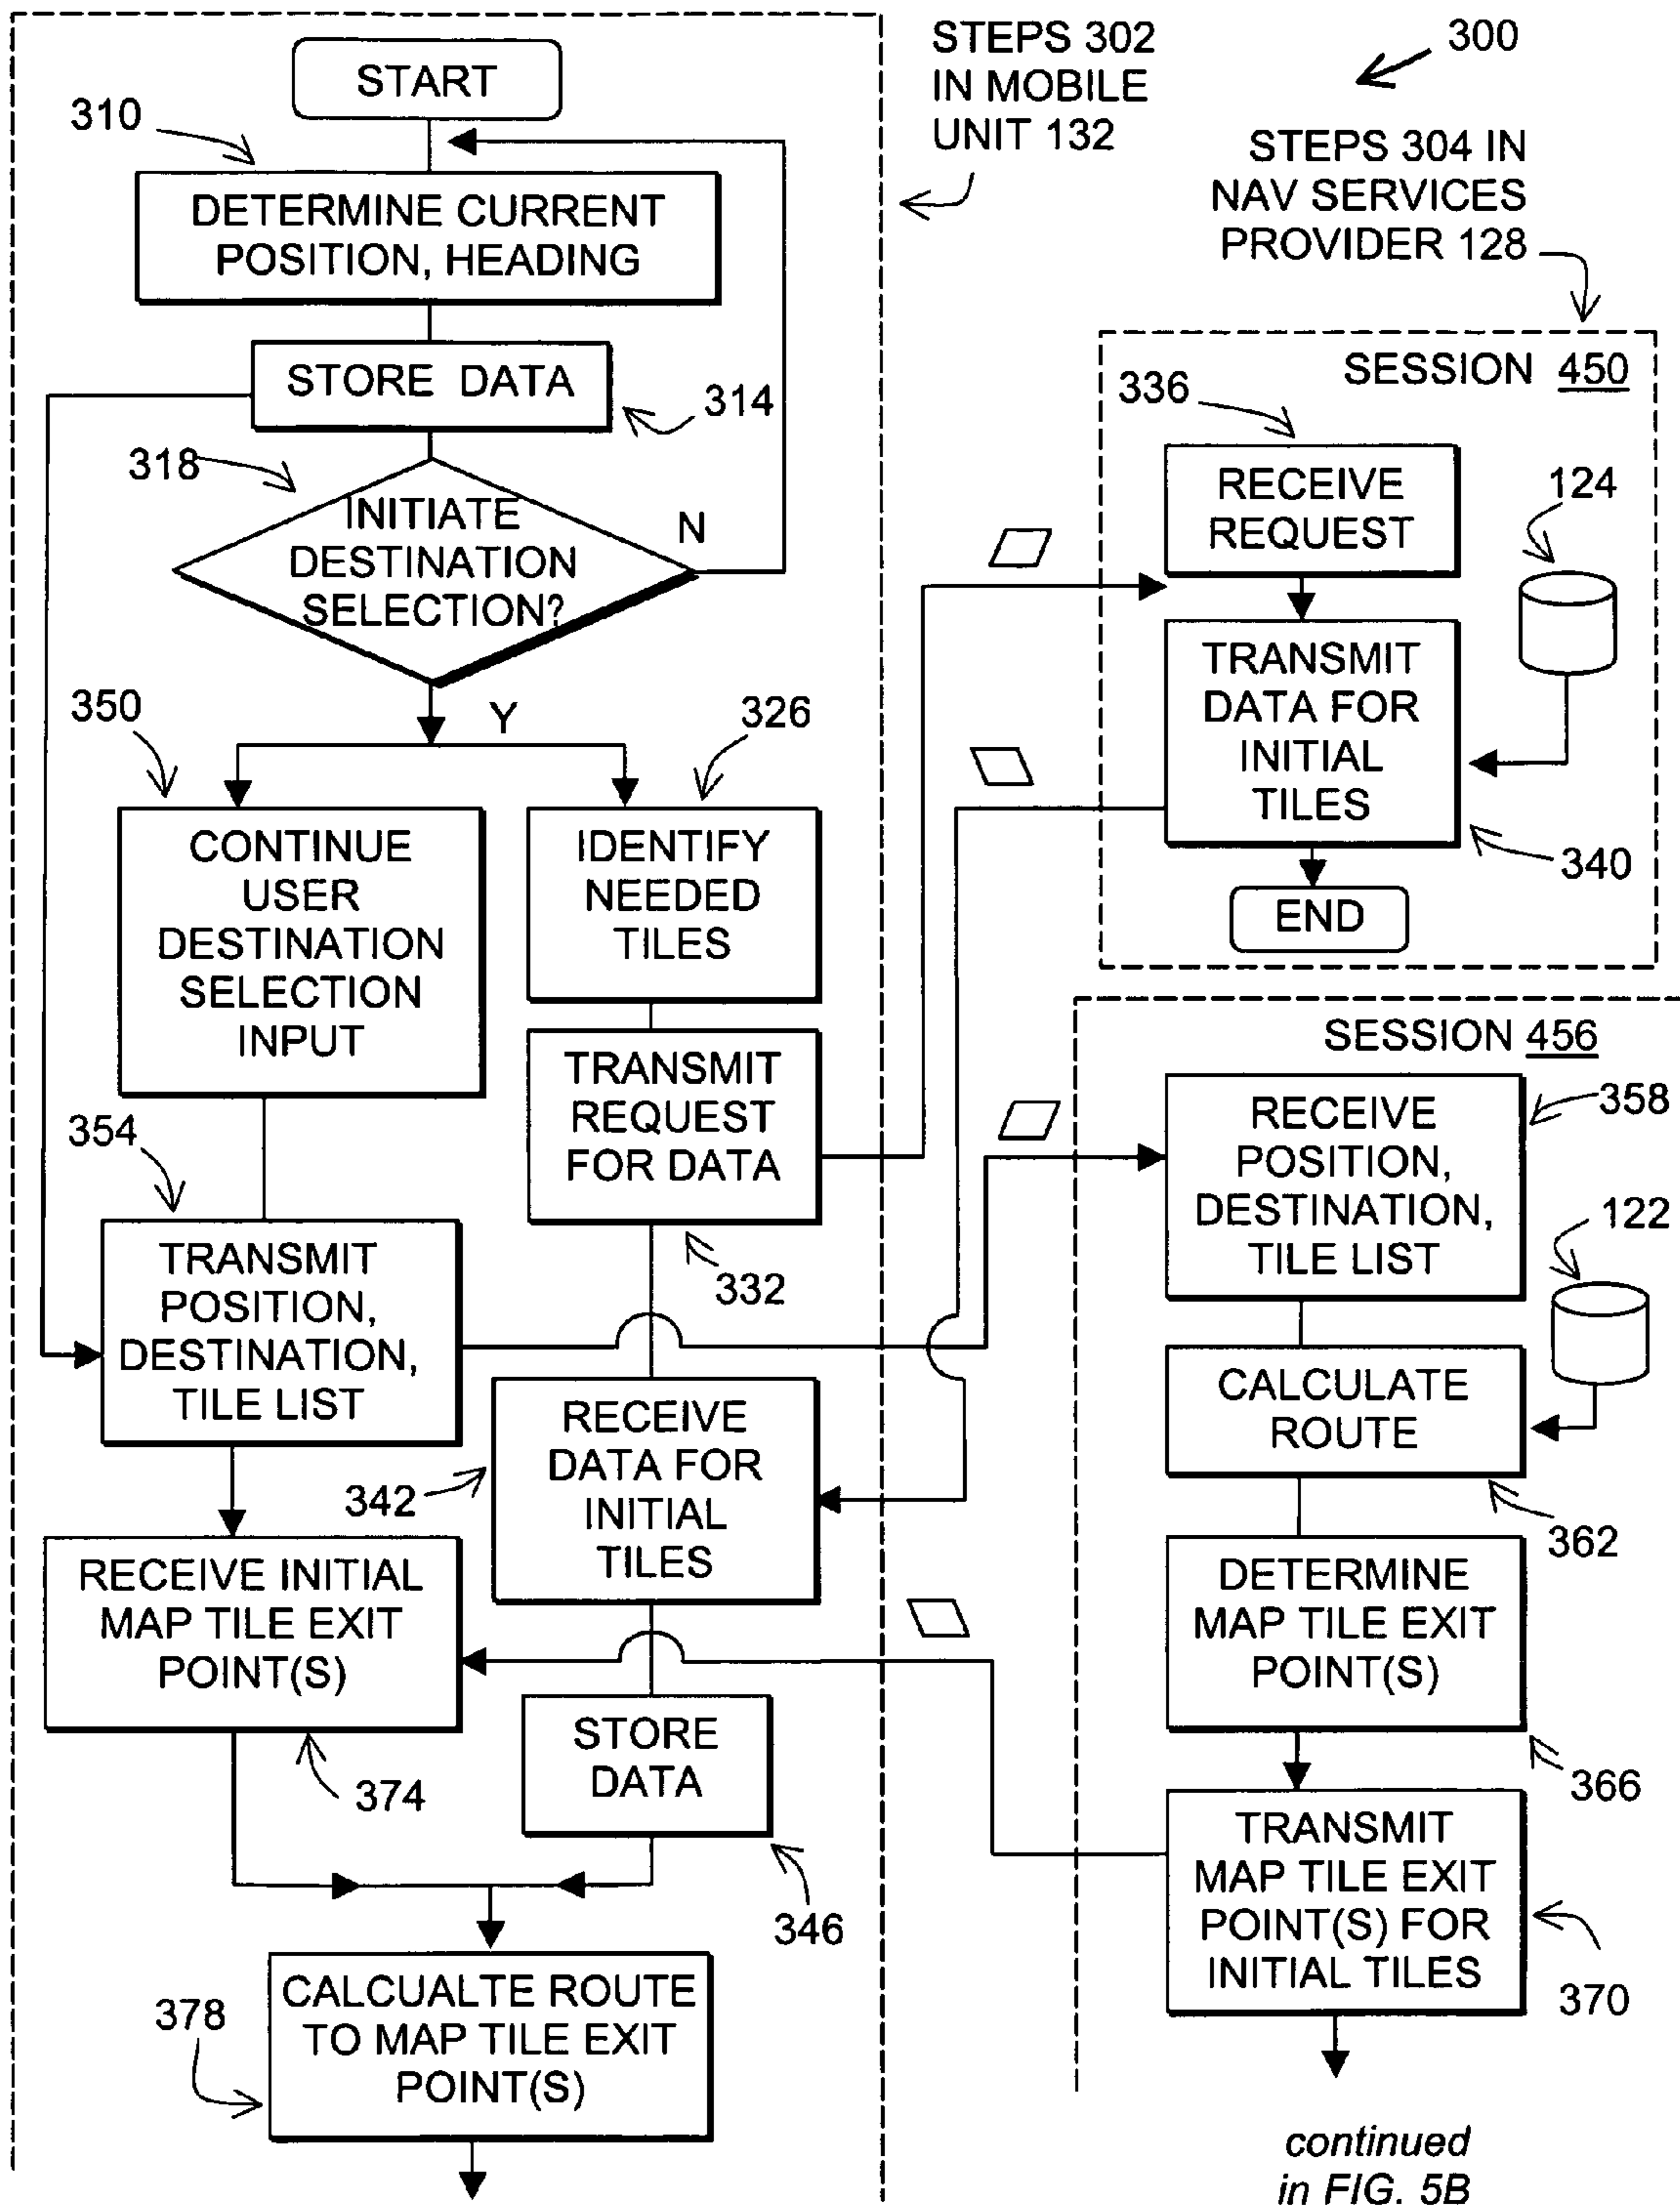 START
310
DETERMINE CURRENT
POSITION, HEADING
STORE DATA
314
318
INITIATE
DESTINATION
SELECTION?
N
Y
350
326
CONTINUE
USER
DESTINATION
SELECTION
INPUT
IDENTIFY
NEEDED
TILES
TRANSMIT
REQUEST
FOR DATA
332
354
TRANSMIT
POSITION,
DESTINATION,
TILE LIST
RECEIVE
DATA FOR
INITIAL
TILES
342
RECEIVE INITIAL
MAP TILE EXIT
POINT(S)
374
STORE
DATA
346
CALCUALTE ROUTE
TO MAP TILE EXIT
POINT(S)
378
STEPS 302
IN MOBILE
UNIT 132
300
STEPS 304 IN
NAV SERVICES
PROVIDER 128
SESSION 450
336
RECEIVE
REQUEST
124
TRANSMIT
DATA FOR
INITIAL
TILES
340
END
SESSION 456
RECEIVE
POSITION,
DESTINATION,
TILE LIST
358
122
CALCULATE
ROUTE
362
DETERMINE
MAP TILE EXIT
POINT(S)
366
TRANSMIT
MAP TILE EXIT
POINT(S) FOR
INITIAL TILES
370
continued
in FIG. 5B